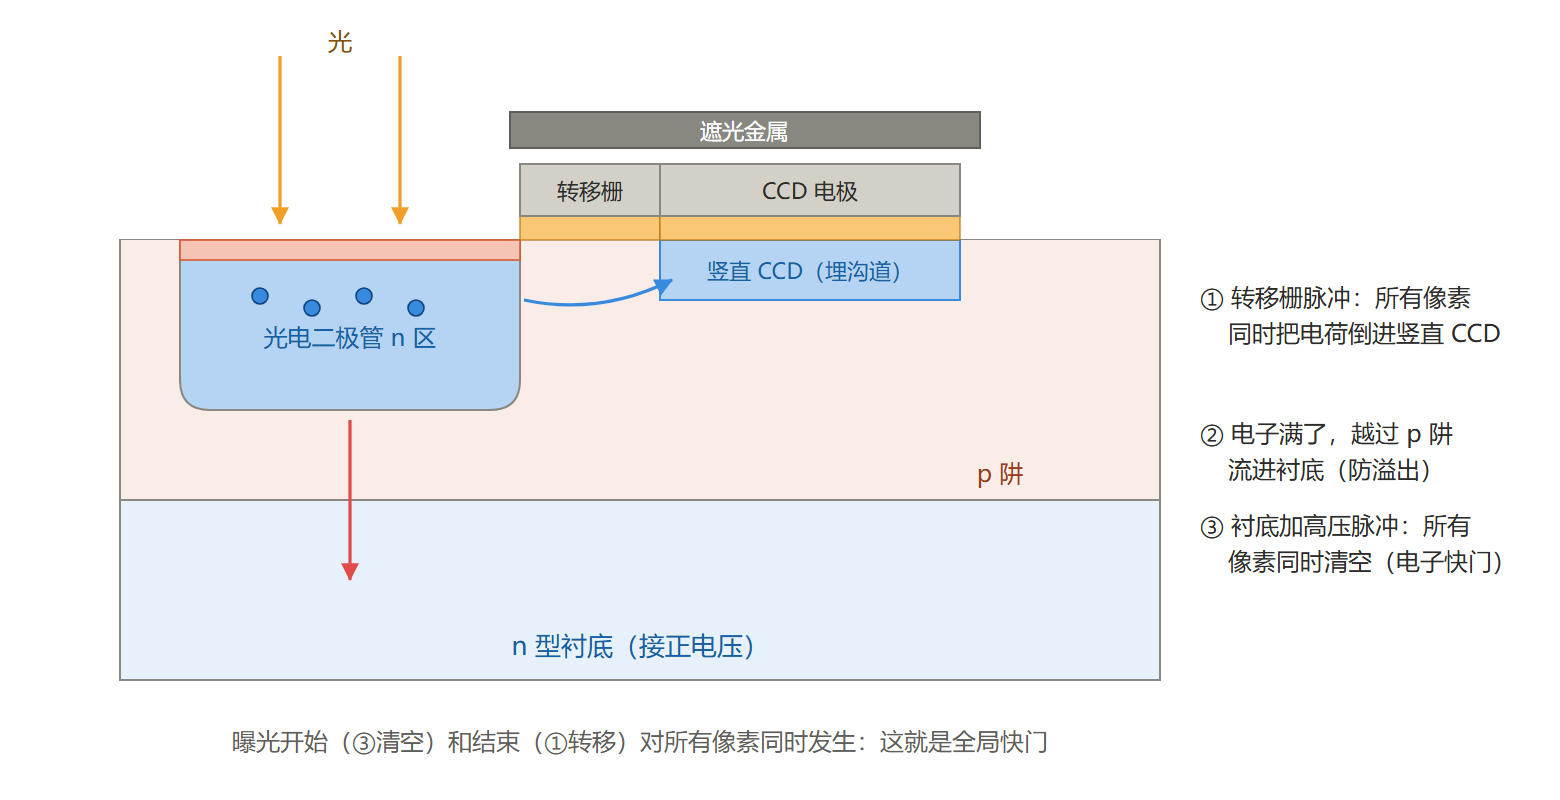 光
遮光金属
转移栅
CCD 电极
竖直 CCD（埋沟道）
光电二极管 n 区
① 转移栅脉冲：所有像素
同时把电荷倒进竖直 CCD
② 电子满了，越过 p 阱
流进衬底（防溢出）
p 阱
③ 衬底加高压脉冲：所有
像素同时清空（电子快门）
n 型衬底（接正电压）
曝光开始（③清空）和结束（①转移）对所有像素同时发生：这就是全局快门